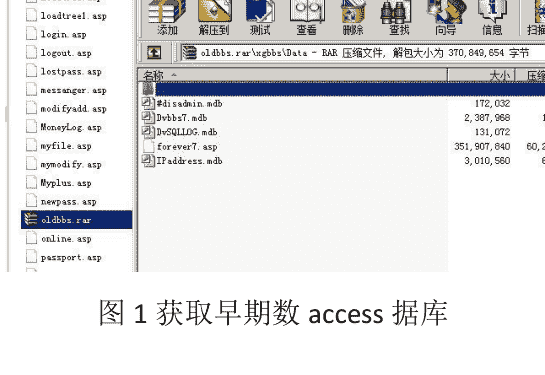 loadtreel.asp
login.asp
logout.asp
lostpass.asp
messanger.asp
modifyadd.asp
MoneyLog.asp
myfile.asp
mymodify.asp
Myplus.asp
newpass.asp
oldbbs.rar
online.asp
passport.asp
添加 解压到 测试 查看 删除 查找 向导 信息 扫描
oldbbs.rar\xgbbs\Data - RAR 压缩文件, 解包大小为 370,849,654 字节
名称 大小 压缩
#disadmin.mdb 172,032
Dvbbs7.mdb 2,387,968 1
DvSQLLOG.mdb 131,072
forever7.asp 351,907,840 60,2
IPaddress.mdb 3,010,560 6
图 1 获取早期数 access 据库